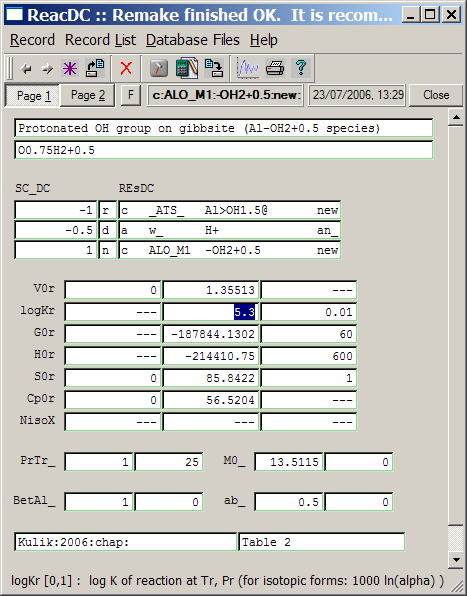 ReacDC :: Remake finished OK. It is recom...
Record Record List Database Files Help
Page 1 Page 2 F c:ALO_M1:-OH2+0.5:new: 23/07/2006, 13:29 Close
Protonated OH group on gibbsite (Al-OH2+0.5 species)
O0.75H2+0.5
SC_DC REsDC
-1 r c _ATS_ Al>OH1.5@ new
-0.5 d a w_ H+ an_
1 n c ALO_M1 -OH2+0.5 new
V0r 0 1.35513 ---
logKr --- 5.3 0.01
G0r --- -187844.1302 60
H0r --- -214410.75 600
S0r 0 85.8422 1
Cp0r 0 56.5204 ---
NisoX --- --- ---
PrTr_ 1 25 M0_ 13.5115 0
BetAl_ 1 0 ab_ 0.5 0
Kulik:2006:chap: Table 2
logKr [0,1] : log K of reaction at Tr, Pr (for isotopic forms: 1000 ln(alpha) )